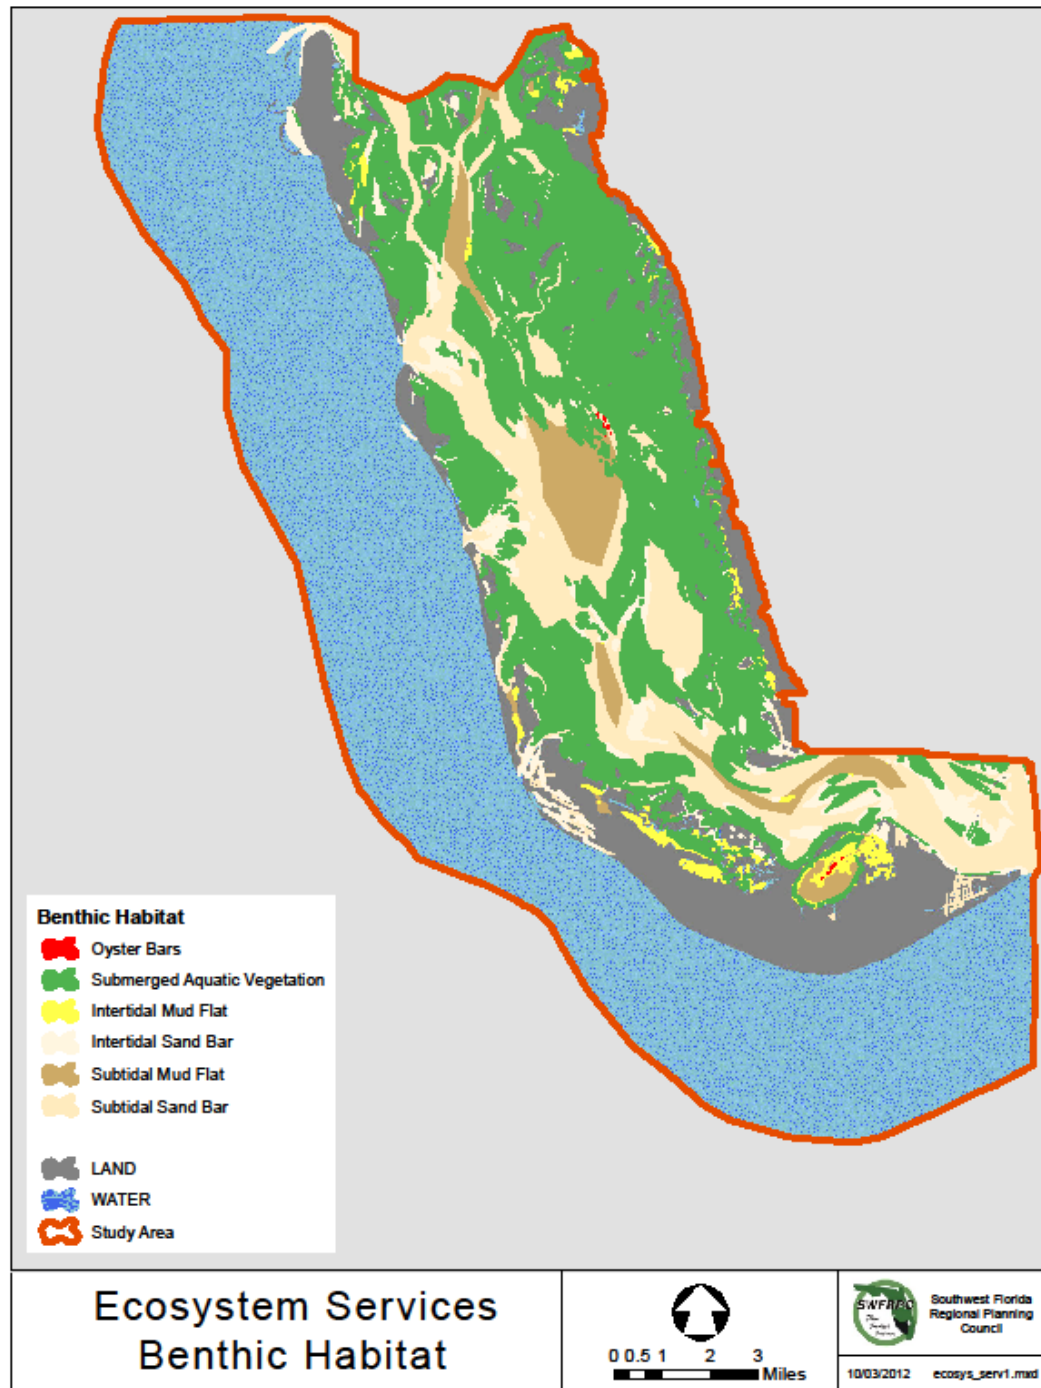 Benthic Habitat
Oyster Bars
Submerged Aquatic Vegetation
Intertidal Mud Flat
Intertidal Sand Bar
Subtidal Mud Flat
Subtidal Sand Bar
LAND
WATER
Study Area
Ecosystem Services
Benthic Habitat
0 0.5 1 2 3
Miles
SWFRPC
Southwest Florida
Regional Planning
Council
10/03/2012 ecosys_serv1.mxd